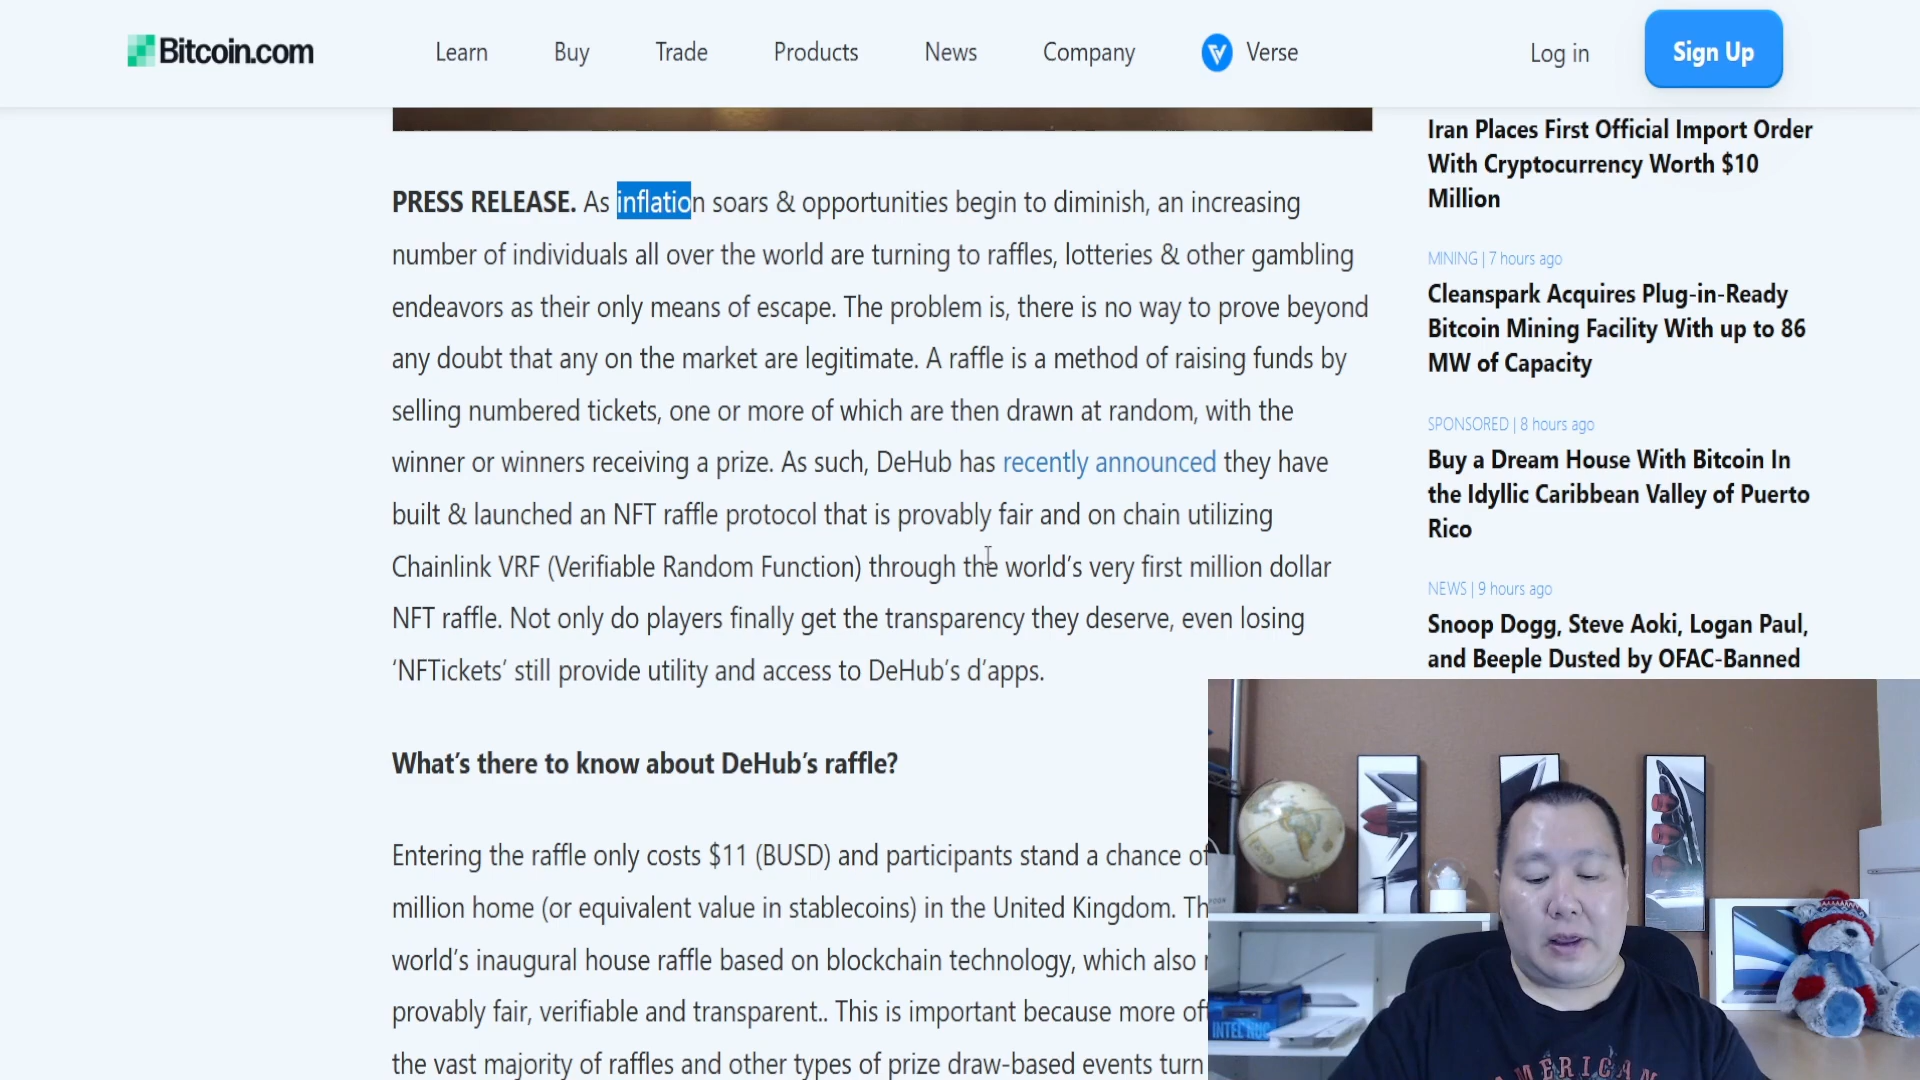 Bitcoin.com
Learn
Buy
Trade
Products
News
Company
Verse
Log in
Sign Up
PRESS RELEASE. As inflation soars & opportunities begin to diminish, an increasing
number of individuals all over the world are turning to raffles, lotteries & other gambling
endeavors as their only means of escape. The problem is, there is no way to prove beyond
any doubt that any on the market are legitimate. A raffle is a method of raising funds by
selling numbered tickets, one or more of which are then drawn at random, with the
winner or winners receiving a prize. As such, DeHub has recently announced they have
built & launched an NFT raffle protocol that is provably fair and on chain utilizing
Chainlink VRF (Verifiable Random Function) through the world’s very first million dollar
NFT raffle. Not only do players finally get the transparency they deserve, even losing
‘NFTickets’ still provide utility and access to DeHub’s d’apps.
What’s there to know about DeHub’s raffle?
Entering the raffle only costs $11 (BUSD) and participants stand a chance of
million home (or equivalent value in stablecoins) in the United Kingdom. Th
world’s inaugural house raffle based on blockchain technology, which also
provably fair, verifiable and transparent.. This is important because more of
the vast majority of raffles and other types of prize draw-based events turn
Iran Places First Official Import Order
With Cryptocurrency Worth $10
Million
MINING | 7 hours ago
Cleanspark Acquires Plug-in-Ready
Bitcoin Mining Facility With up to 86
MW of Capacity
SPONSORED | 8 hours ago
Buy a Dream House With Bitcoin In
the Idyllic Caribbean Valley of Puerto
Rico
NEWS | 9 hours ago
Snoop Dogg, Steve Aoki, Logan Paul,
and Beeple Dusted by OFAC-Banned
INTEL NUC
AMERICAN